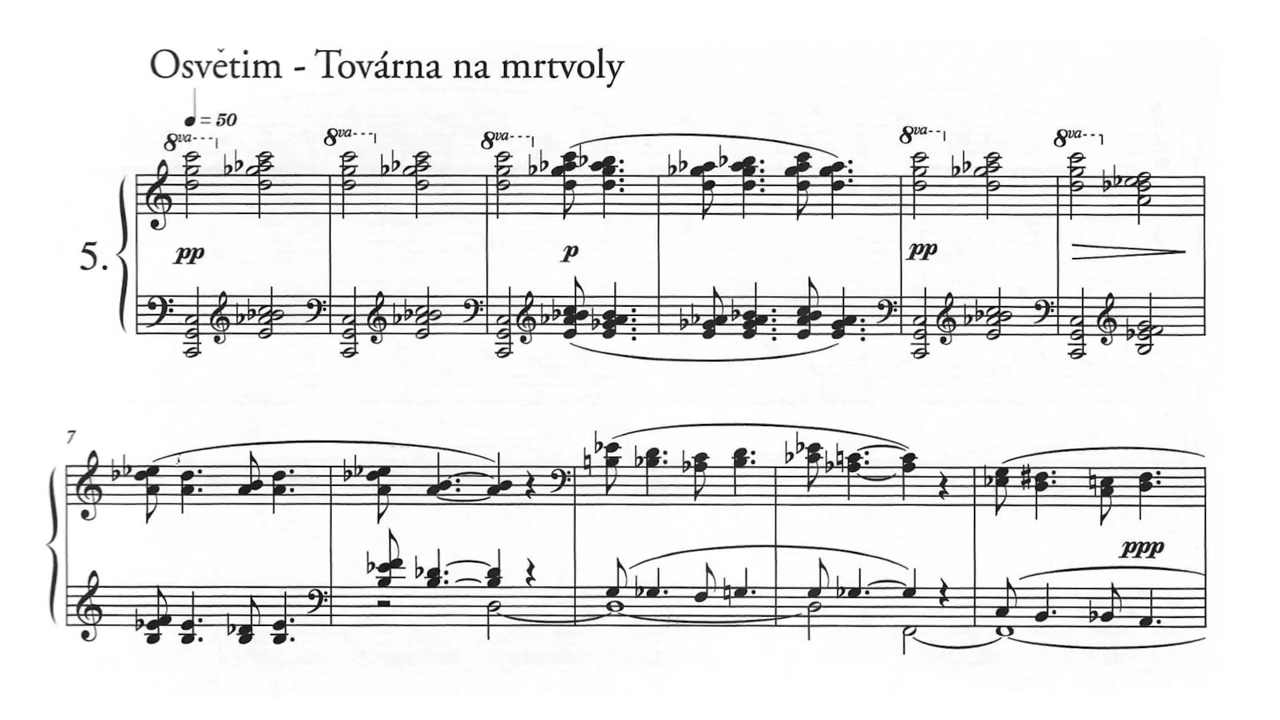 Osvětim - Továrna na mrtvoly
♩ = 50
8va 8va 8va 8va 8va
5. pp p pp
7
ppp